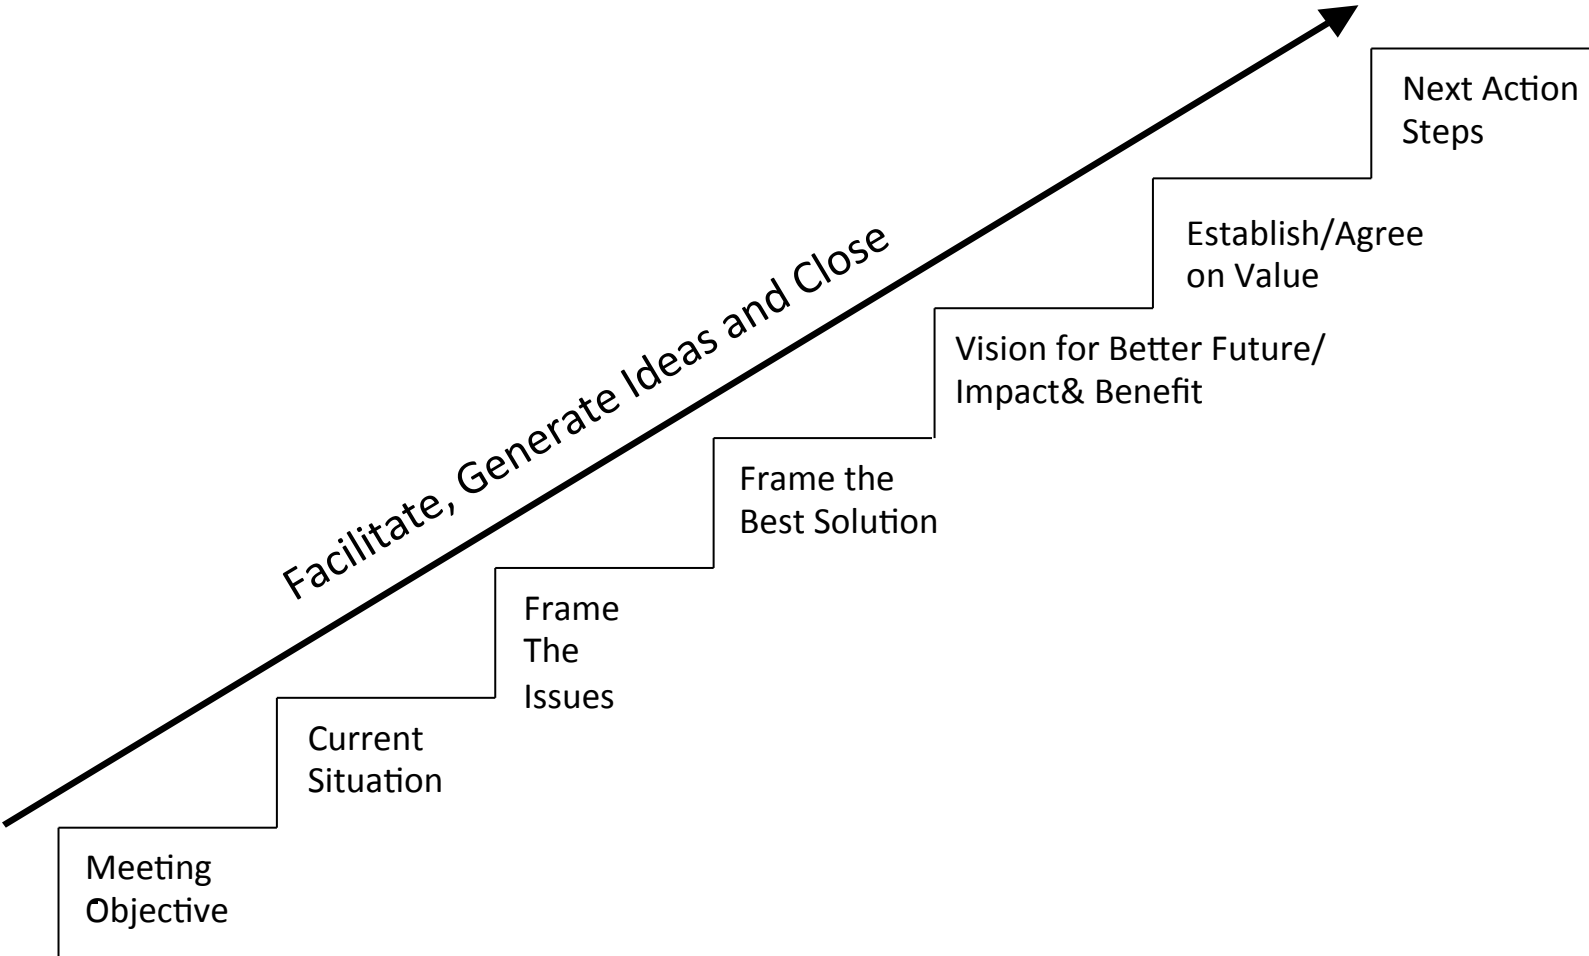 Next Action
Steps
Establish/Agree
on Value
Facilitate, Generate Ideas and Close
Vision for Better Future/
Impact& Benefit
Frame the
Best Solution
Frame
The
Issues
Current
Situation
Meeting
Objective